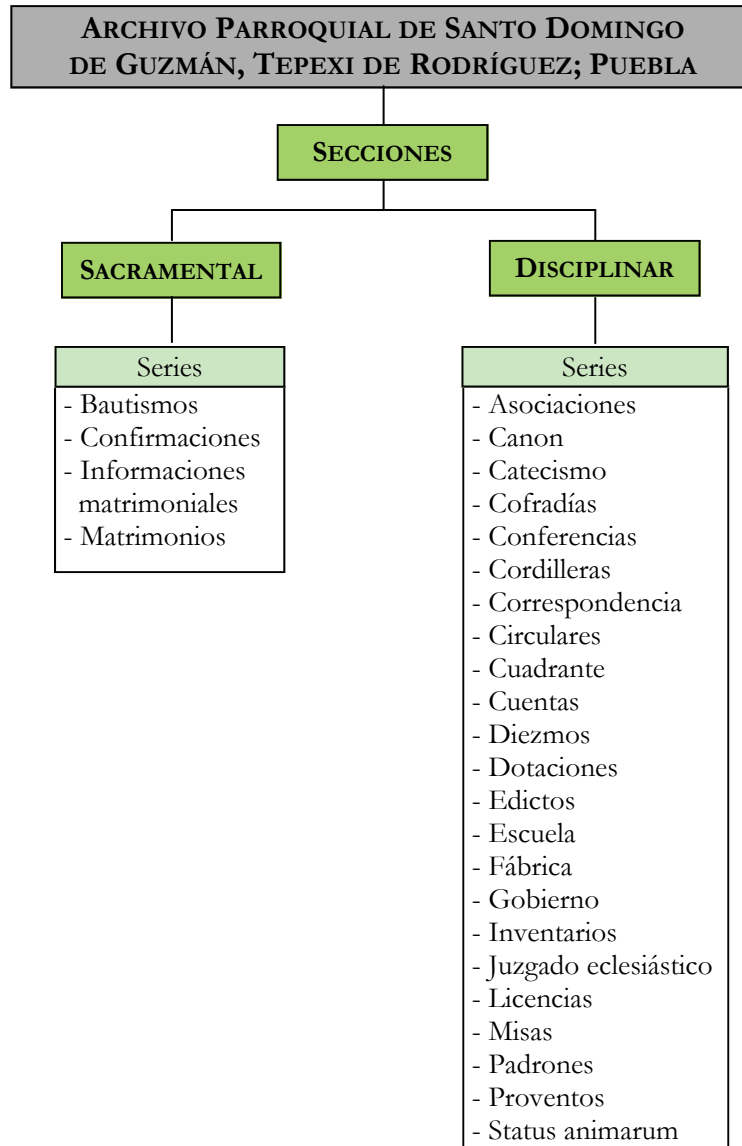 ARCHIVO PARROQUIAL DE SANTO DOMINGO
DE GUZMÁN, TEPEXI DE RODRÍGUEZ; PUEBLA
SECCIONES
SACRAMENTAL
Series
- Bautismos
- Confirmaciones
- Informaciones
matrimoniales
- Matrimonios
DISCIPLINAR
Series
- Asociaciones
- Canon
- Catecismo
- Cofradías
- Conferencias
- Cordilleras
- Correspondencia
- Circulares
- Cuadrante
- Cuentas
- Diezmos
- Dotaciones
- Edictos
- Escuela
- Fábrica
- Gobierno
- Inventarios
- Juzgado eclesiástico
- Licencias
- Misas
- Padrones
- Proventos
- Status animarum